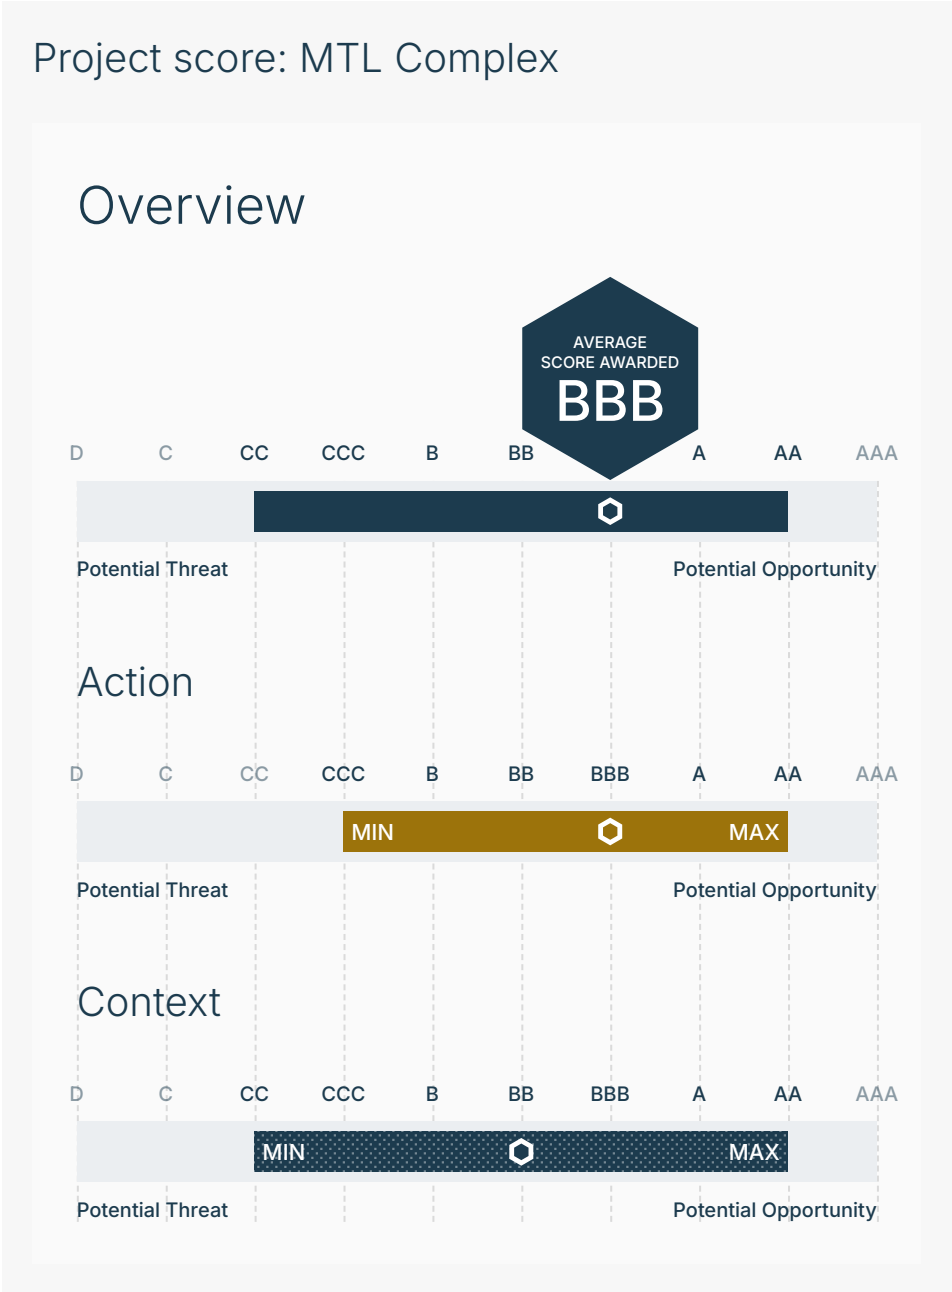 Project score: MTL Complex
Overview
AVERAGE
SCORE AWARDED
BBB
D C CC CCC B BB A AA AAA
Potential Threat Potential Opportunity
Action
D C CC CCC B BB BBB A AA AAA
MIN MAX
Potential Threat Potential Opportunity
Context
D C CC CCC B BB BBB A AA AAA
MIN MAX
Potential Threat Potential Opportunity